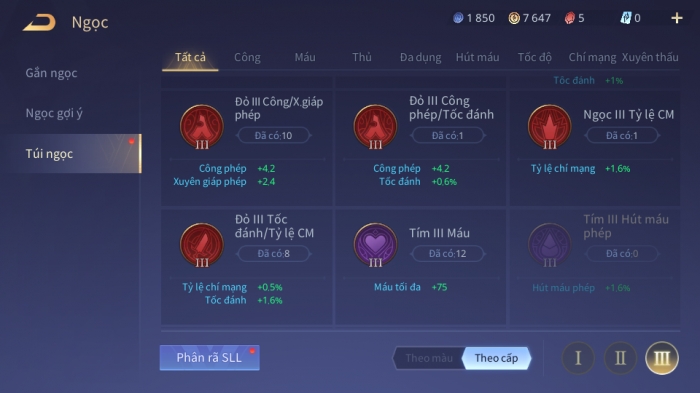 Ngọc
1 850
7 647
5
0
+
Tất cả
Công
Máu
Thủ
Đa dụng
Hút máu
Tốc độ
Chí mạng
Xuyên thấu
Gắn ngọc
Ngọc gợi ý
Túi ngọc
Tốc đánh +1%
Đỏ III Công/X.giáp
phép
Đã có:10
III
Công phép +4.2
Xuyên giáp phép +2.4
Đỏ III Công
phép/Tốc đánh
Đã có:1
III
Công phép +4.2
Tốc đánh +0.6%
Ngọc III Tỷ lệ CM
Đã có:1
III
Tỷ lệ chí mạng +1.6%
Đỏ III Tốc
đánh/Tỷ lệ CM
Đã có:8
III
Tỷ lệ chí mạng +0.5%
Tốc đánh +1.6%
Tím III Máu
Đã có:12
III
Máu tối đa +75
Tím III Hút máu
phép
Đã có:0
III
Hút máu phép +1.6%
Phân rã SLL
Theo màu
Theo cấp
I
II
III